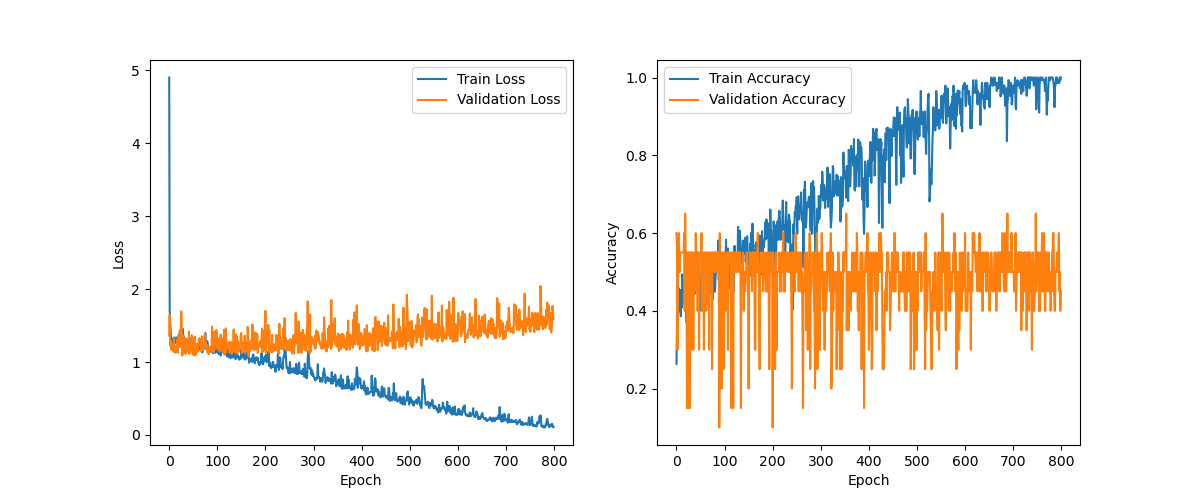 Train Loss
Validation Loss
5
4
3
2
1
0
Loss
0 100 200 300 400 500 600 700 800
Epoch
Train Accuracy
Validation Accuracy
1.0
0.8
0.6
0.4
0.2
Accuracy
0 100 200 300 400 500 600 700 800
Epoch